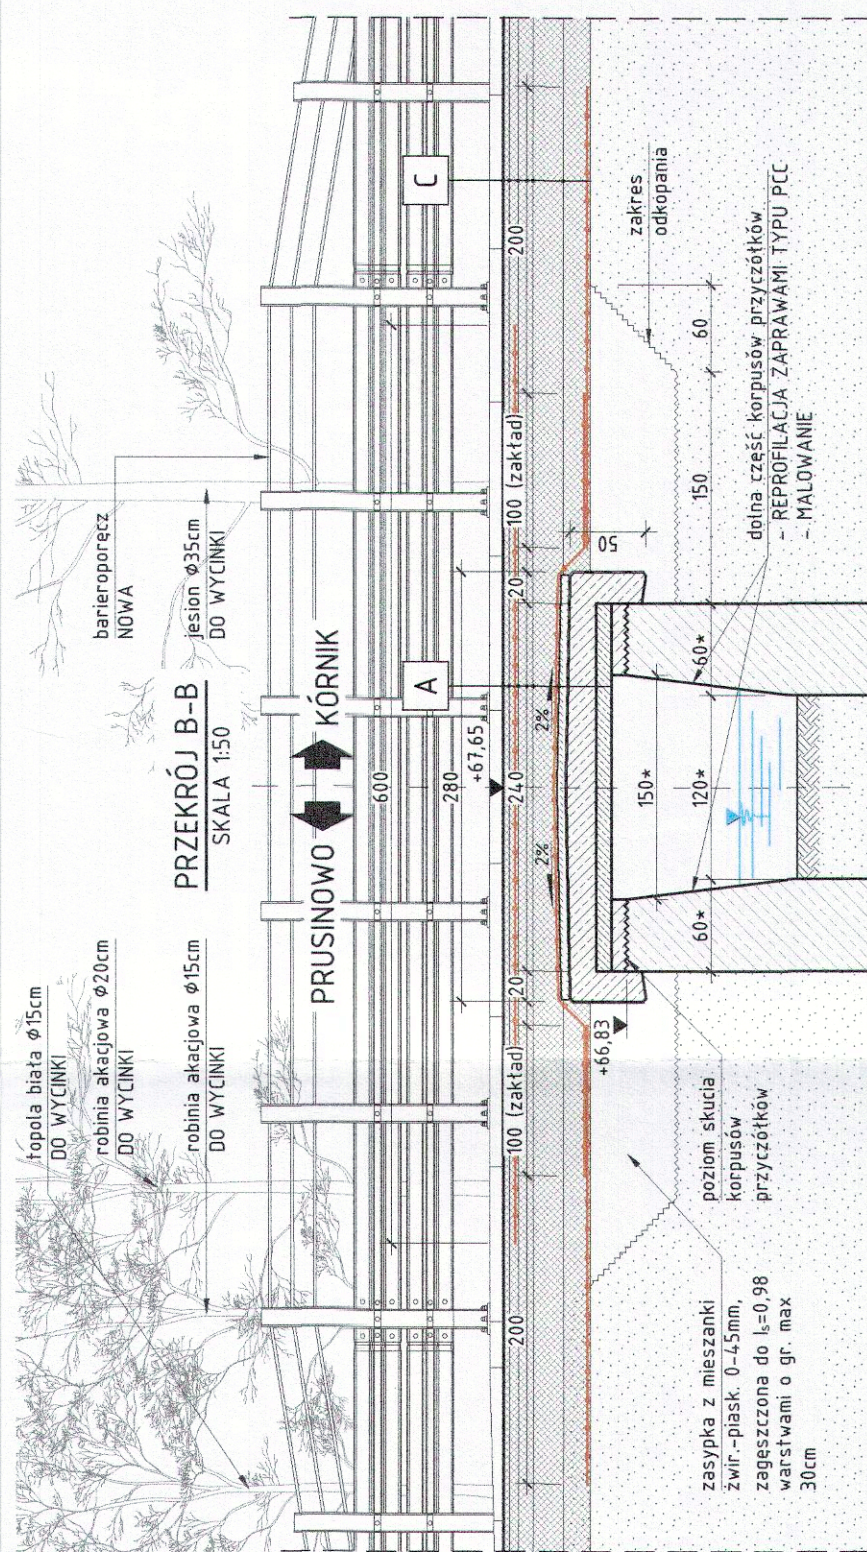 topola biała ϕ15cm
DO WYCINKI
robinia akacjowa ϕ20cm
DO WYCINKI
robinia akacjowa ϕ15cm
DO WYCINKI
PRZEKRÓJ B-B
SKALA 1:50
barieroporęcz
NOWA
jesion ϕ35cm
DO WYCINKI
PRUSINOWO
KÓRNIK
600
A
C
280
+67,65
200
100 (zakład)
20
240
20
100 (zakład)
200
2%
2%
50
+66,83
zakres
odkopania
150*
60*
120*
60*
150
60
poziom skucia
korpusów
przyczółków
zasypka z mieszanki
żwir.-piask. 0-45mm,
zagęszczona do Is=0,98
warstwami o gr. max
30cm
dolna część korpusów przyczółków
- REPROFILACJA ZAPRAWAMI TYPU PCC
- MALOWANIE